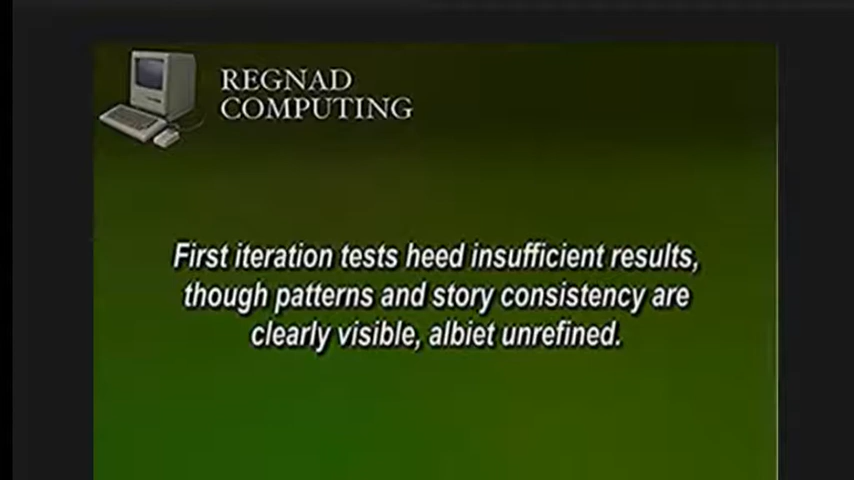 REGNAD
COMPUTING
First iteration tests heed insufficient results,
though patterns and story consistency are
clearly visible, albiet unrefined.